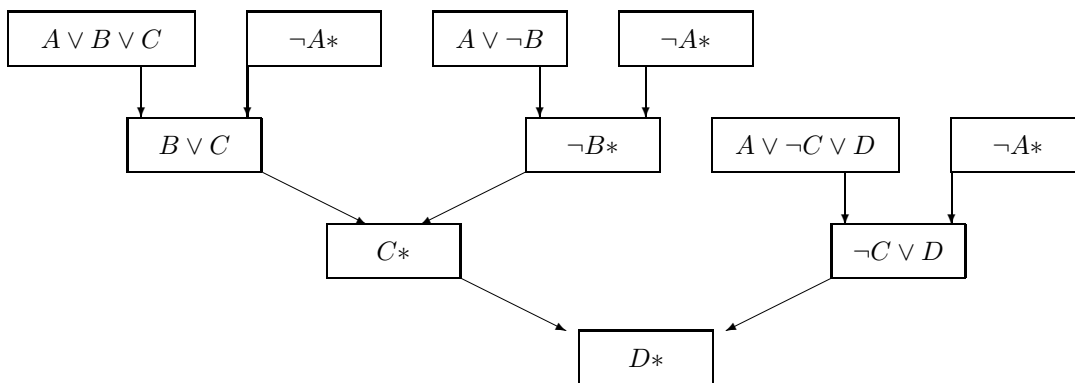 A ∨ B ∨ C
¬A∗
A ∨ ¬B
¬A∗
B ∨ C
¬B∗
A ∨ ¬C ∨ D
¬A∗
C∗
¬C ∨ D
D∗